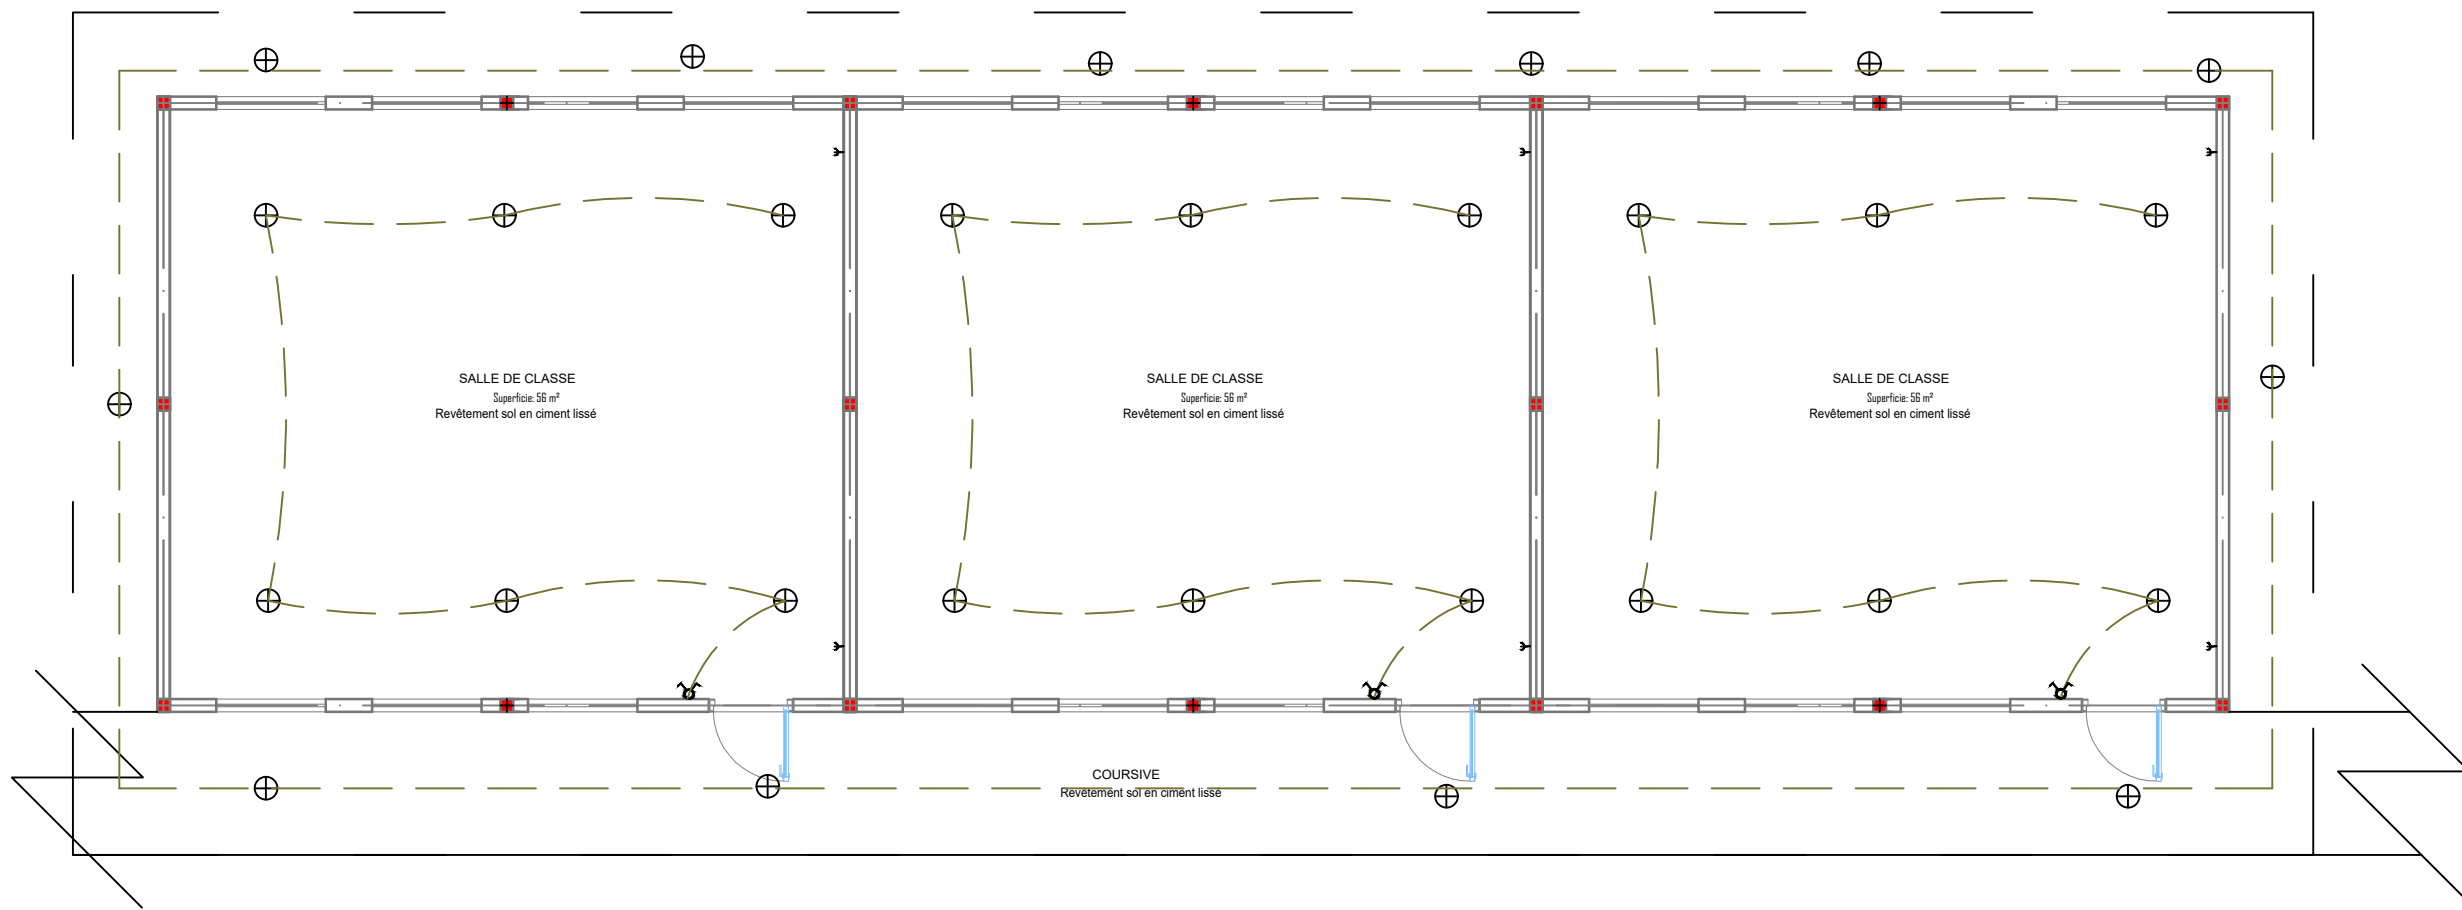 SALLE DE CLASSE
Superficie: 56 m²
Revêtement sol en ciment lissé
SALLE DE CLASSE
Superficie: 56 m²
Revêtement sol en ciment lissé
SALLE DE CLASSE
Superficie: 56 m²
Revêtement sol en ciment lissé
COURSIVE
Revêtement sol en ciment lissé